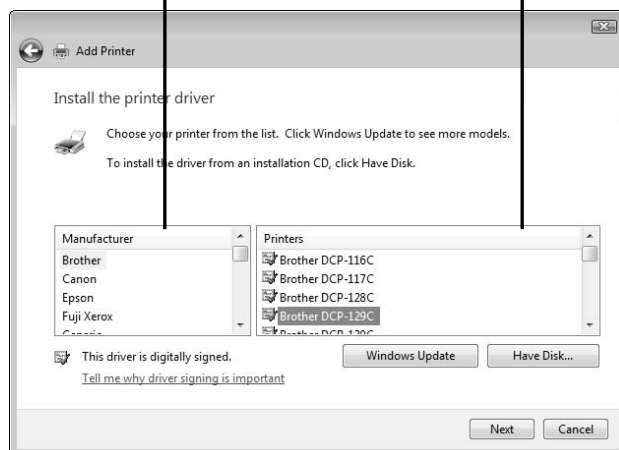 Add Printer
Install the printer driver
Choose your printer from the list. Click Windows Update to see more models.
To install the driver from an installation CD, click Have Disk.
Manufacturer
Brother
Canon
Epson
Fuji Xerox
Generic
Printers
Brother DCP-116C
Brother DCP-117C
Brother DCP-128C
Brother DCP-129C
This driver is digitally signed.
Tell me why driver signing is important
Windows Update
Have Disk...
Next
Cancel